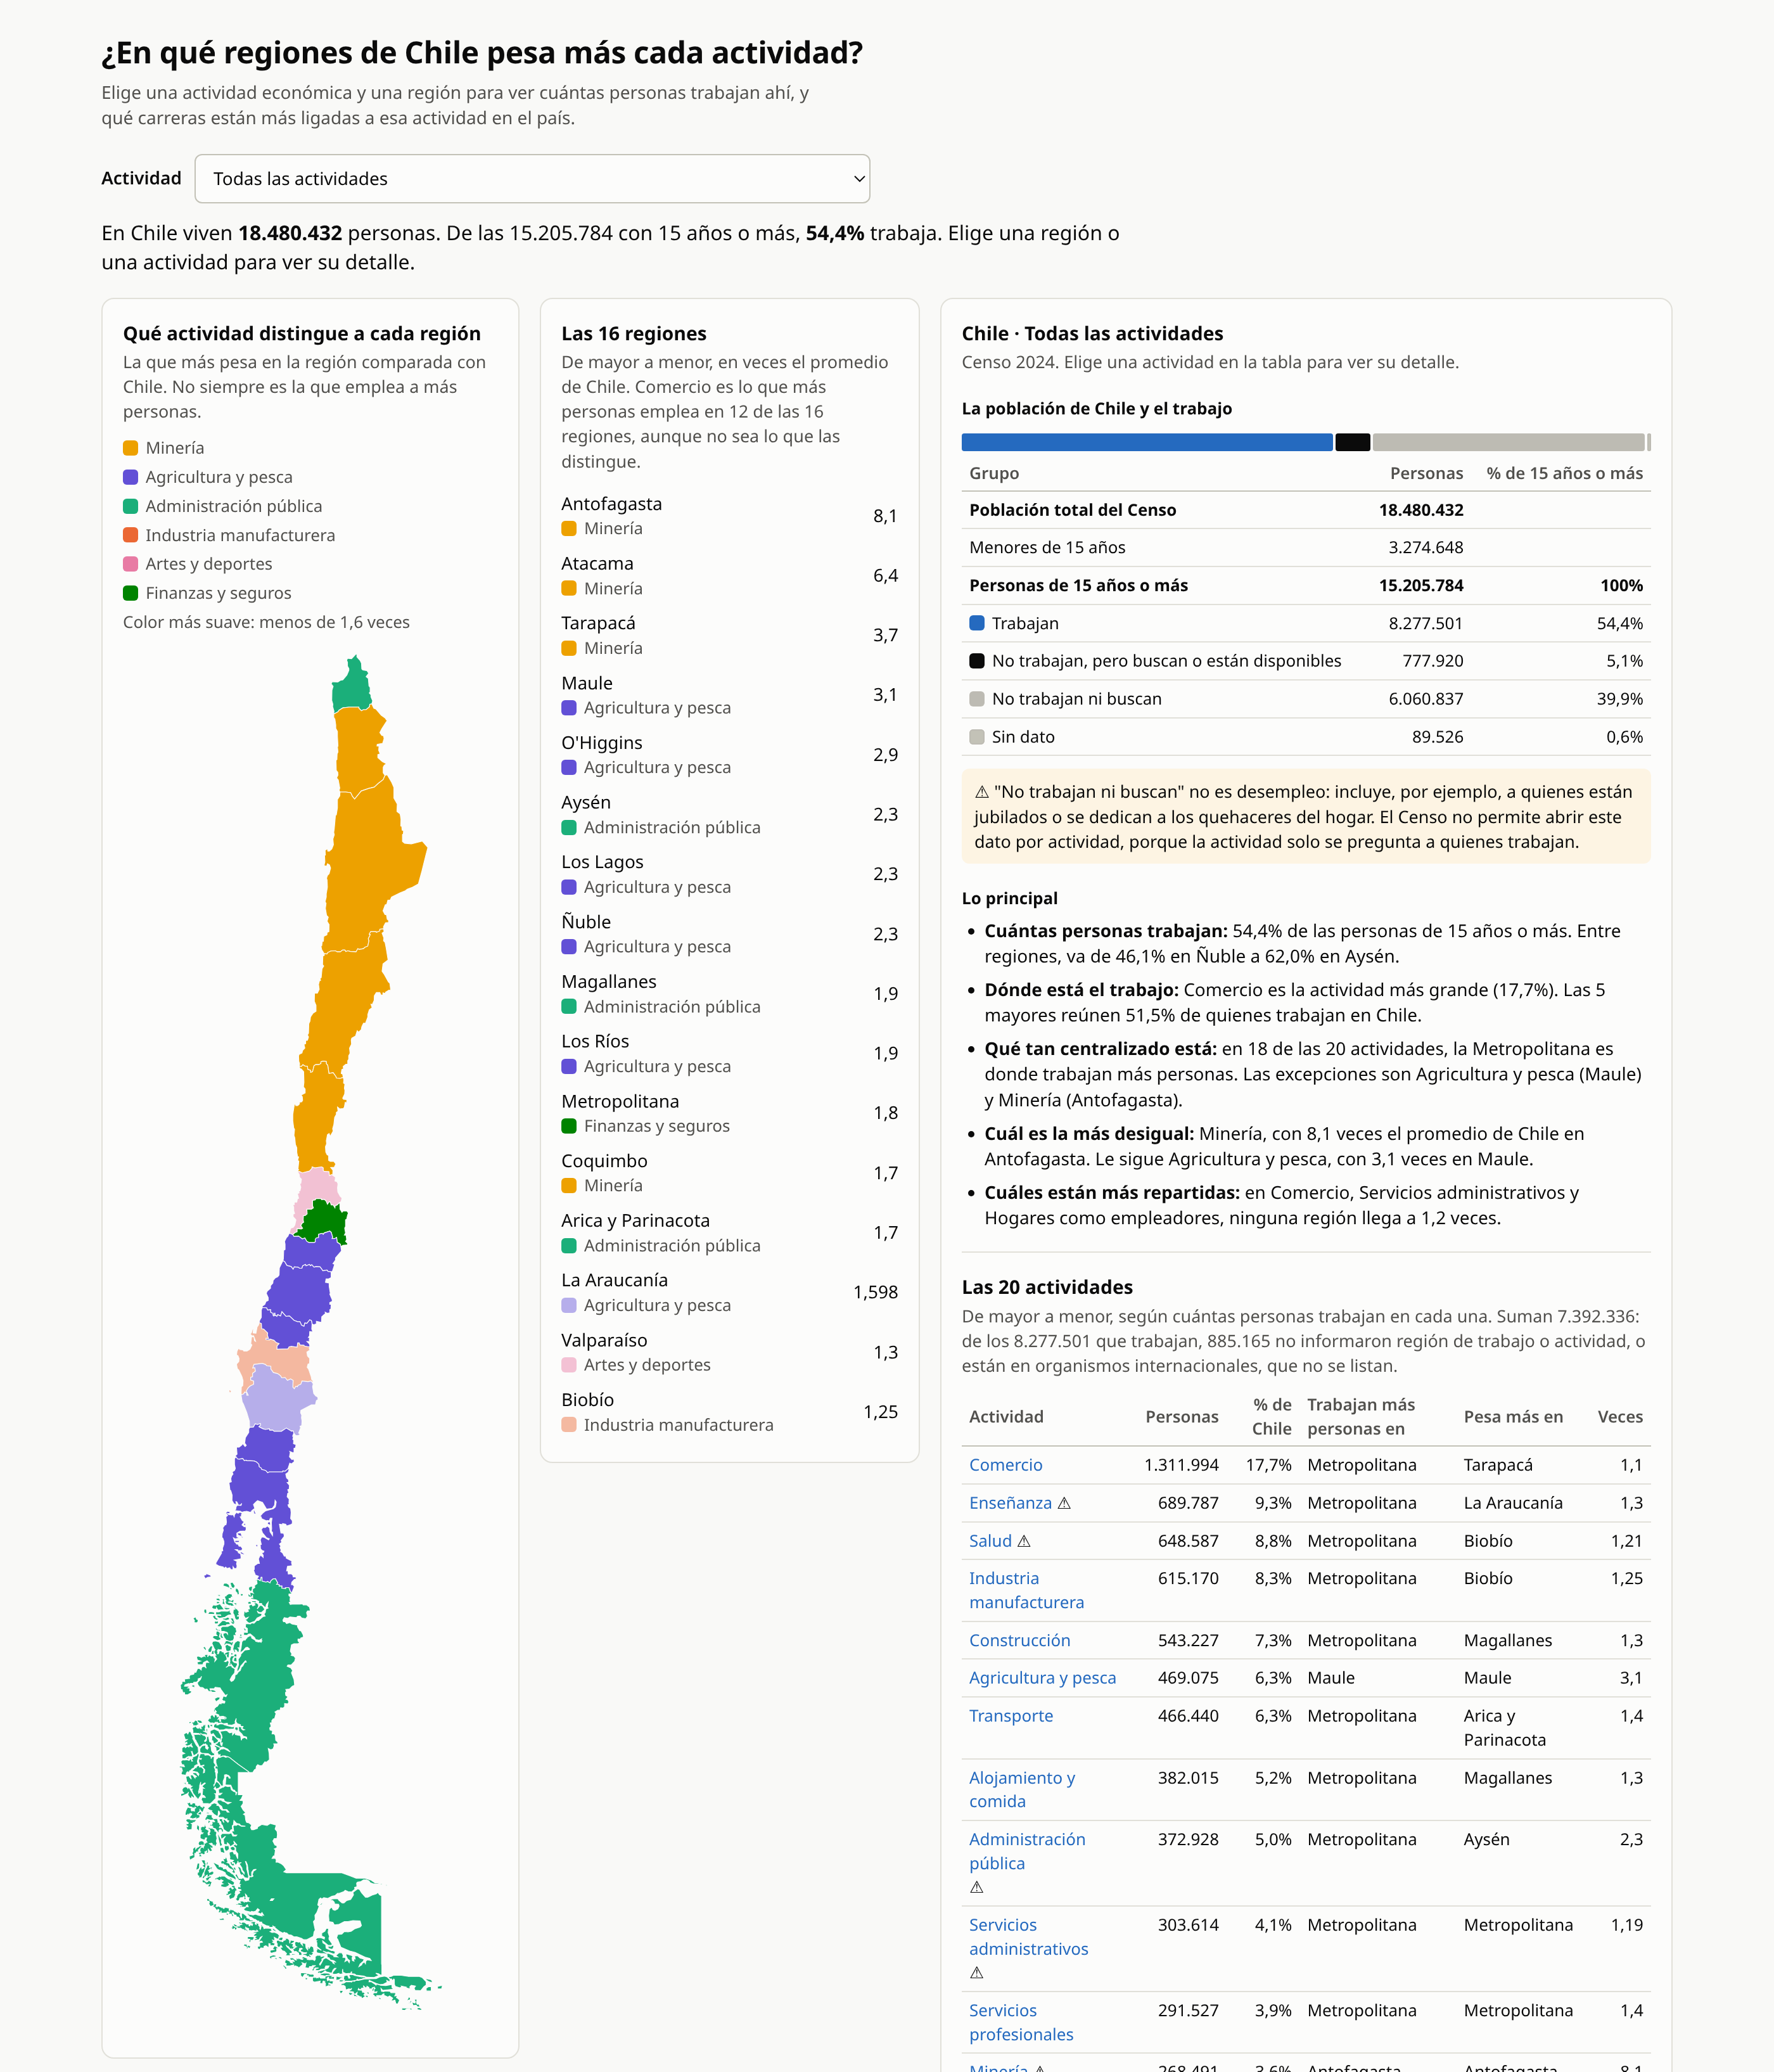 ¿En qué regiones de Chile pesa más cada actividad?
Elige una actividad económica y una región para ver cuántas personas trabajan ahí, y
qué carreras están más ligadas a esa actividad en el país.
Actividad
Todas las actividades
En Chile viven 18.480.432 personas. De las 15.205.784 con 15 años o más, 54,4% trabaja. Elige una región o
una actividad para ver su detalle.
Qué actividad distingue a cada región
La que más pesa en la región comparada con
Chile. No siempre es la que emplea a más
personas.
Minería
Agricultura y pesca
Administración pública
Industria manufacturera
Artes y deportes
Finanzas y seguros
Color más suave: menos de 1,6 veces
Las 16 regiones
De mayor a menor, en veces el promedio
de Chile. Comercio es lo que más
personas emplea en 12 de las 16
regiones, aunque no sea lo que las
distingue.
Antofagasta
Minería
8,1
Atacama
Minería
6,4
Tarapacá
Minería
3,7
Maule
Agricultura y pesca
3,1
O'Higgins
Agricultura y pesca
2,9
Aysén
Administración pública
2,3
Los Lagos
Agricultura y pesca
2,3
Ñuble
Agricultura y pesca
2,3
Magallanes
Administración pública
1,9
Los Ríos
Agricultura y pesca
1,9
Metropolitana
Finanzas y seguros
1,8
Coquimbo
Minería
1,7
Arica y Parinacota
Administración pública
1,7
La Araucanía
Agricultura y pesca
1,598
Valparaíso
Artes y deportes
1,3
Biobío
Industria manufacturera
1,25
Chile · Todas las actividades
Censo 2024. Elige una actividad en la tabla para ver su detalle.
La población de Chile y el trabajo
Grupo Personas % de 15 años o más
Población total del Censo 18.480.432
Menores de 15 años 3.274.648
Personas de 15 años o más 15.205.784 100%
Trabajan 8.277.501 54,4%
No trabajan, pero buscan o están disponibles 777.920 5,1%
No trabajan ni buscan 6.060.837 39,9%
Sin dato 89.526 0,6%
⚠ "No trabajan ni buscan" no es desempleo: incluye, por ejemplo, a quienes están
jubilados o se dedican a los quehaceres del hogar. El Censo no permite abrir este
dato por actividad, porque la actividad solo se pregunta a quienes trabajan.
Lo principal
• Cuántas personas trabajan: 54,4% de las personas de 15 años o más. Entre
regiones, va de 46,1% en Ñuble a 62,0% en Aysén.
• Dónde está el trabajo: Comercio es la actividad más grande (17,7%). Las 5
mayores reúnen 51,5% de quienes trabajan en Chile.
• Qué tan centralizado está: en 18 de las 20 actividades, la Metropolitana es
donde trabajan más personas. Las excepciones son Agricultura y pesca (Maule)
y Minería (Antofagasta).
• Cuál es la más desigual: Minería, con 8,1 veces el promedio de Chile en
Antofagasta. Le sigue Agricultura y pesca, con 3,1 veces en Maule.
• Cuáles están más repartidas: en Comercio, Servicios administrativos y
Hogares como empleadores, ninguna región llega a 1,2 veces.
Las 20 actividades
De mayor a menor, según cuántas personas trabajan en cada una. Suman 7.392.336:
de los 8.277.501 que trabajan, 885.165 no informaron región de trabajo o actividad, o
están en organismos internacionales, que no se listan.
Actividad Personas % de Chile Trabajan más personas en Pesa más en Veces
Comercio 1.311.994 17,7% Metropolitana Tarapacá 1,1
Enseñanza ⚠ 689.787 9,3% Metropolitana La Araucanía 1,3
Salud ⚠ 648.587 8,8% Metropolitana Biobío 1,21
Industria manufacturera 615.170 8,3% Metropolitana Biobío 1,25
Construcción 543.227 7,3% Metropolitana Magallanes 1,3
Agricultura y pesca 469.075 6,3% Maule Maule 3,1
Transporte 466.440 6,3% Metropolitana Arica y Parinacota 1,4
Alojamiento y comida 382.015 5,2% Metropolitana Magallanes 1,3
Administración pública ⚠ 372.928 5,0% Metropolitana Aysén 2,3
Servicios administrativos ⚠ 303.614 4,1% Metropolitana Metropolitana 1,19
Servicios profesionales 291.527 3,9% Metropolitana Metropolitana 1,4
Minería ⚠ 268.491 3,6% Antofagasta Antofagasta 8,1